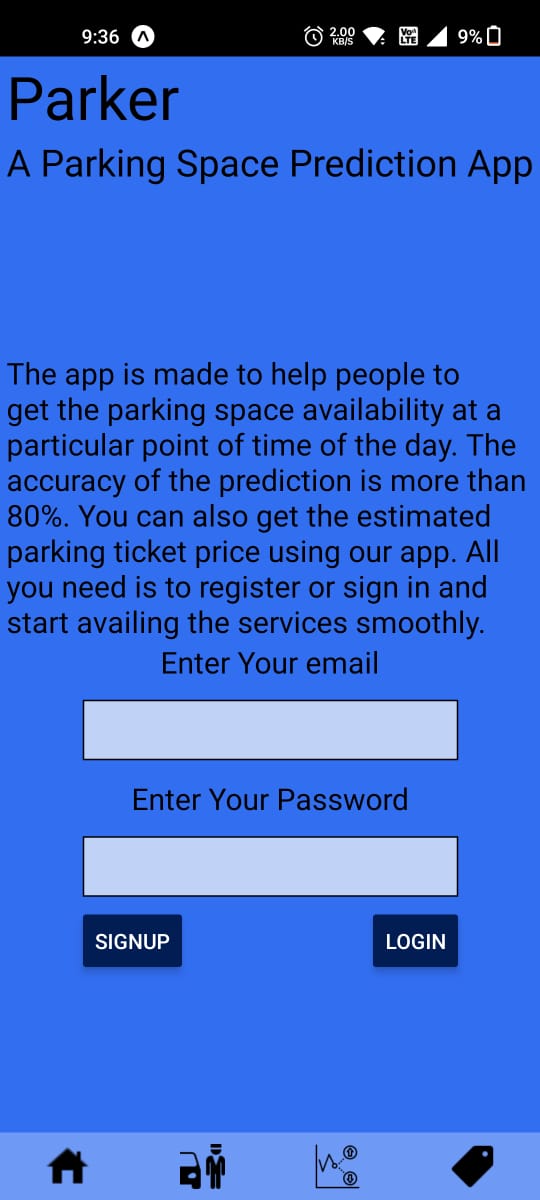 9:36
2.00
KB/S
Vo
LTE
9%
Parker
A Parking Space Prediction App
The app is made to help people to
get the parking space availability at a
particular point of time of the day. The
accuracy of the prediction is more than
80%. You can also get the estimated
parking ticket price using our app. All
you need is to register or sign in and
start availing the services smoothly.
Enter Your email
Enter Your Password
SIGNUP
LOGIN